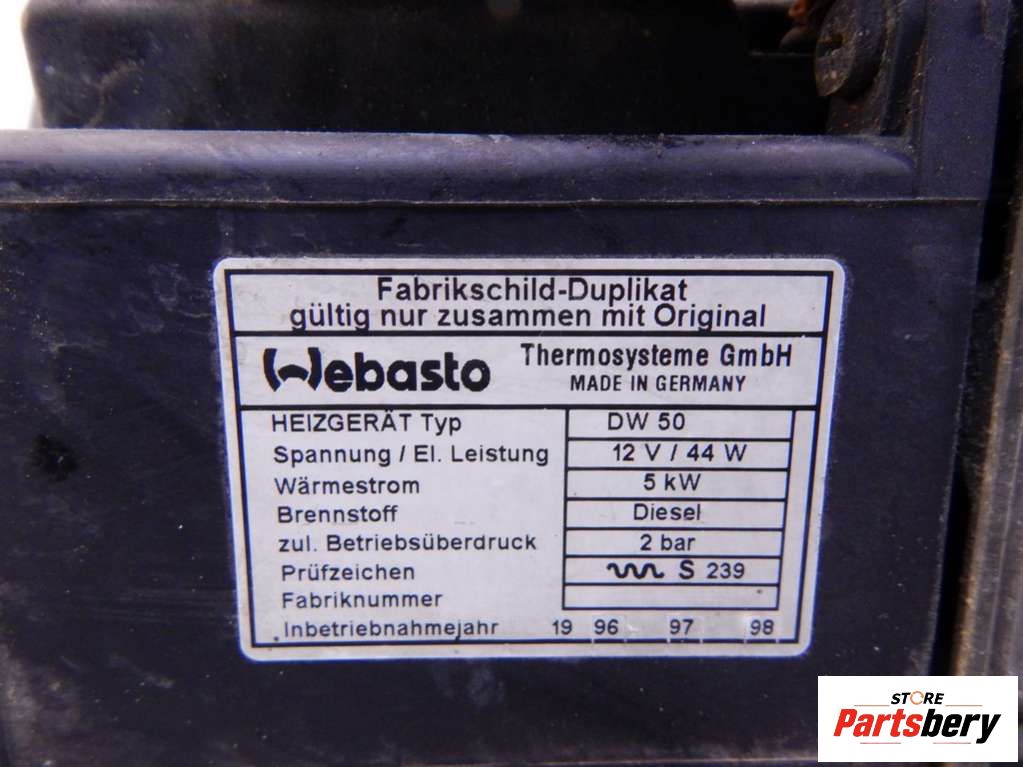 Fabrikschild-Duplikat
gültig nur zusammen mit Original
Webasto Thermosysteme GmbH
MADE IN GERMANY
HEIZGERÄT Typ DW 50
Spannung / El. Leistung 12 V / 44 W
Wärmestrom 5 kW
Brennstoff Diesel
zul. Betriebsüberdruck 2 bar
Prüfzeichen S 239
Fabriknummer
Inbetriebnahmejahr 19 96 97 98
STORE
Partsbery